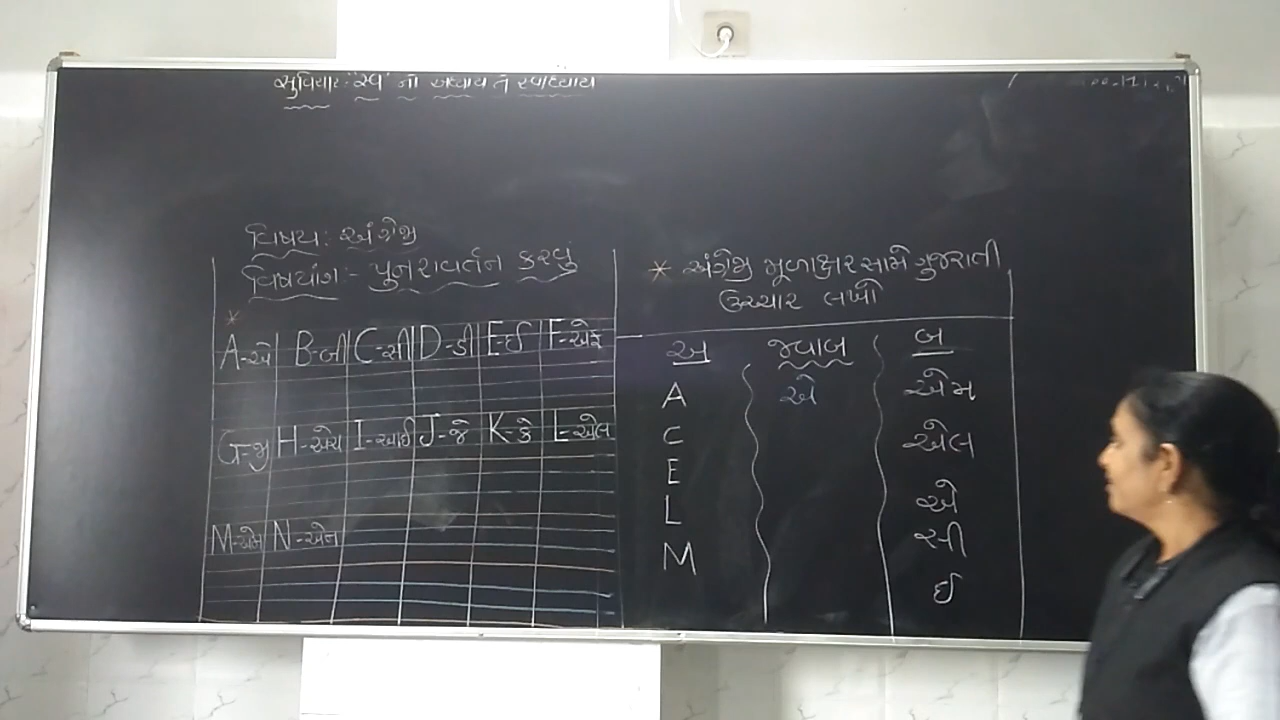 સુવિચાર:- "સ્વ" નો અધ્યાય તે સ્વાધ્યાય
વિષય: અંગ્રેજી
વિષયાંગ:- પુનરાવર્તન કરવું
* A-એ B-બી C-સી D-ડી E-ઈ F-એફ
G-જી H-એચ I-આઈ J-જે K-કે L-એલ
M-એમ N-એન
* અંગ્રેજી મૂળાક્ષર સામે ગુજરાતી
ઉચ્ચાર લખો
અ જવાબ બ
A એ એમ
C એલ
E એ
L સી
M ઈ